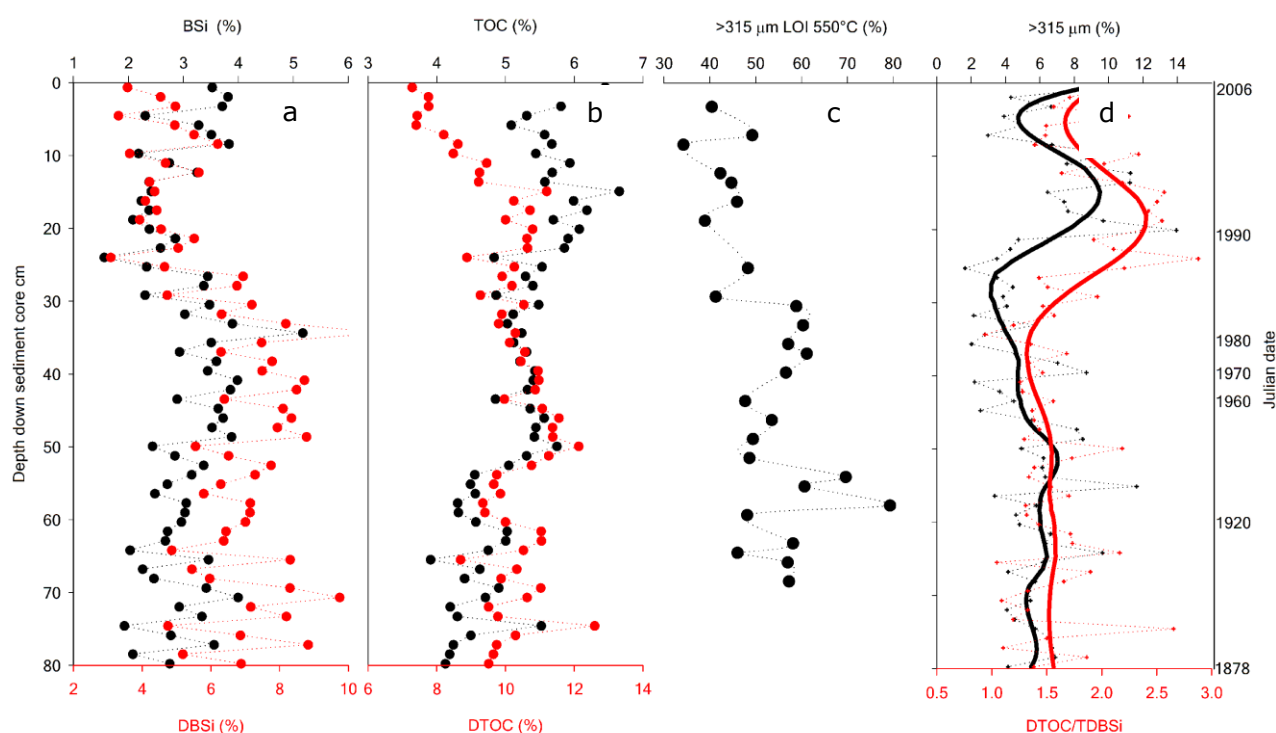 BSi (%)
TOC (%)
>315 μm LOI 550°C (%)
>315 μm (%)
1 2 3 4 5 6
3 5 10 15
30 40 50 60 70 80
0 2 4 6 8 10 12 14
a
b
c
d
Depth down sediment core cm
0
10
20
30
40
50
60
70
80
2006
1990
1980
1970
1960
1920
1878
Julian date
2 4 6 8 10
6 8 10 12 14
0.5 1.0 1.5 2.0 2.5 3.0
DBSi (%)
DTOC (%)
DTOC/TDBSi